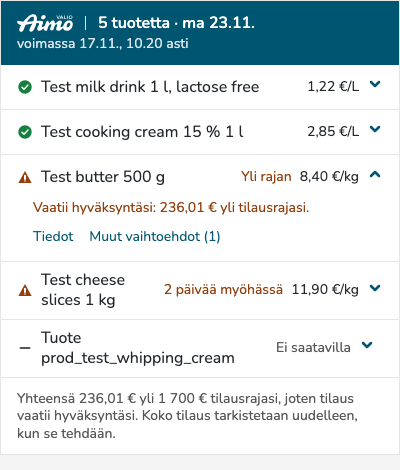 Aimo VALIO | 5 tuotetta · ma 23.11.
voimassa 17.11., 10.20 asti
Test milk drink 1 l, lactose free 1,22 €/L
Test cooking cream 15 % 1 l 2,85 €/L
Test butter 500 g Yli rajan 8,40 €/kg
Vaatii hyväksyntäsi: 236,01 € yli tilausrajasi.
Tiedot Muut vaihtoehdot (1)
Test cheese
slices 1 kg 2 päivää myöhässä 11,90 €/kg
Tuote
prod_test_whipping_cream Ei saatavilla
Yhteensä 236,01 € yli 1 700 € tilausrajasi, joten tilaus
vaatii hyväksyntäsi. Koko tilaus tarkistetaan uudelleen,
kun se tehdään.